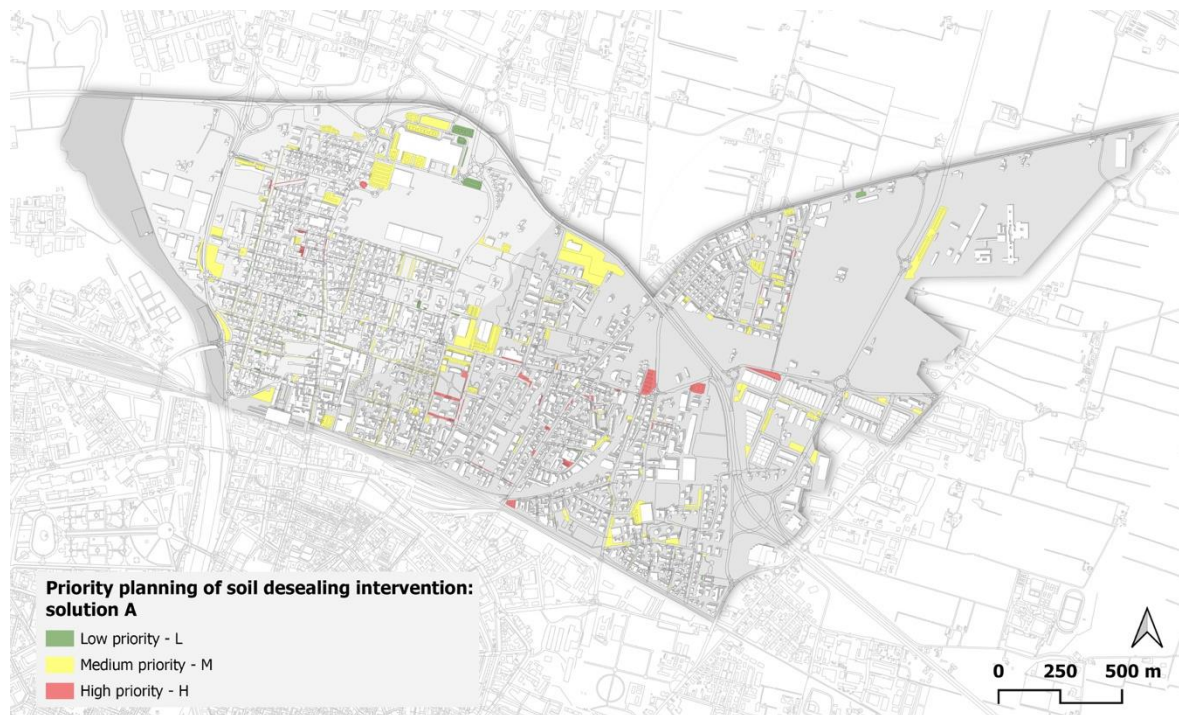 Priority planning of soil desealing intervention:
solution A
Low priority - L
Medium priority - M
High priority - H
0 250 500 m